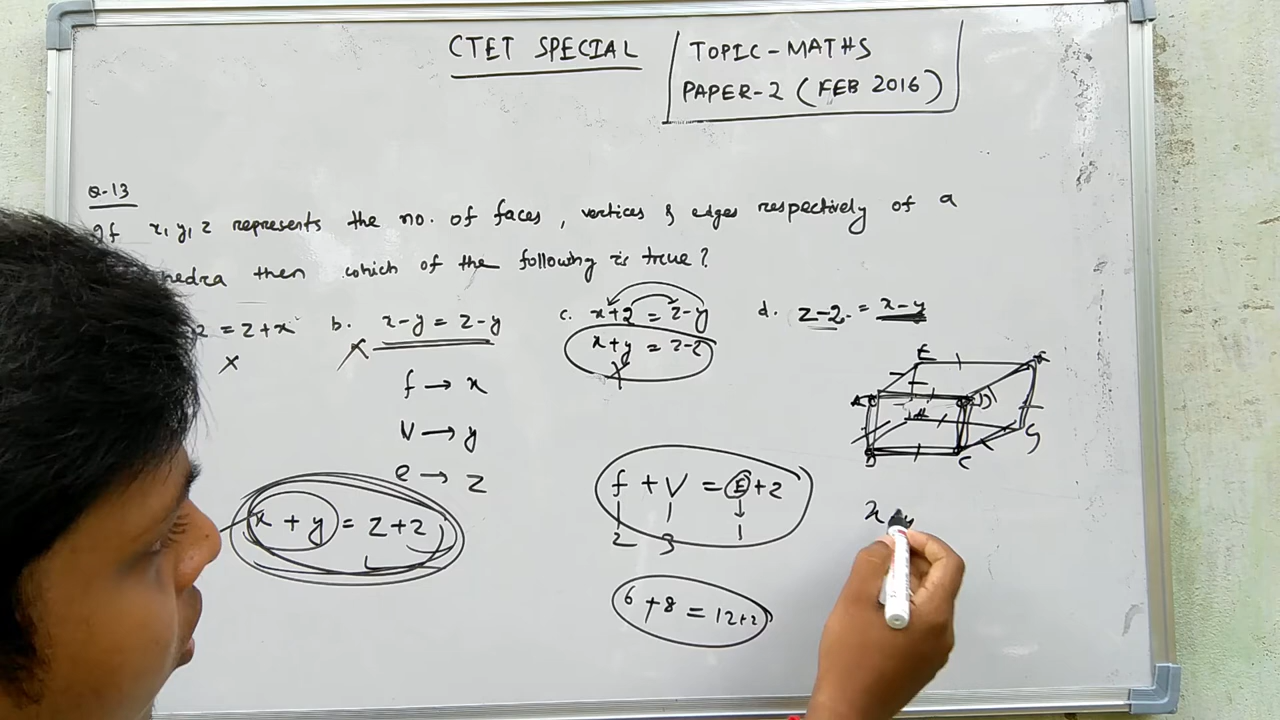 CTET SPECIAL
TOPIC-MATHS
PAPER-2 (FEB 2016)
Q-13
If x, y, z represents the no. of faces, vertices & edges respectively of a
hedra then which of the following is true?
2 = z+x b. x-y = z-y c. x+2 = z-y d. z-2 = x-y
x+y = z-2
f → x
V → y
e → z
x + y = z+2
f + V = E+2
6 + 8 = 12+2
E
D
B
C
G
x